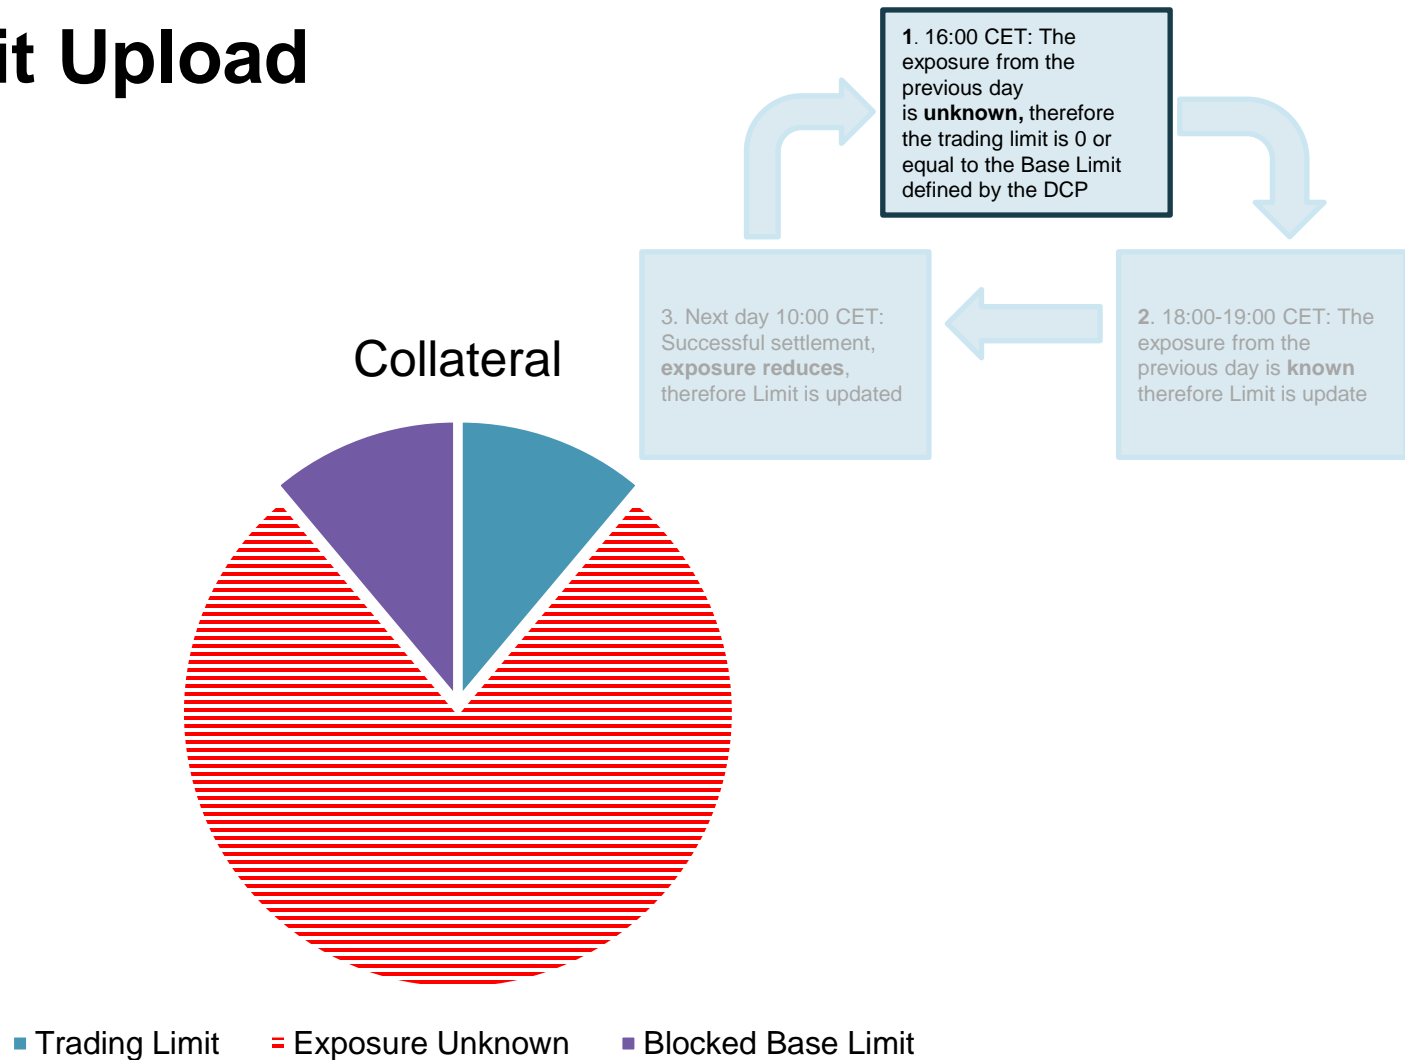 it Upload
1. 16:00 CET: The
exposure from the
previous day
is unknown, therefore
the trading limit is 0 or
equal to the Base Limit
defined by the DCP
3. Next day 10:00 CET:
Successful settlement,
exposure reduces,
therefore Limit is updated
2. 18:00-19:00 CET: The
exposure from the
previous day is known
therefore Limit is update
Collateral
Trading Limit
Exposure Unknown
Blocked Base Limit